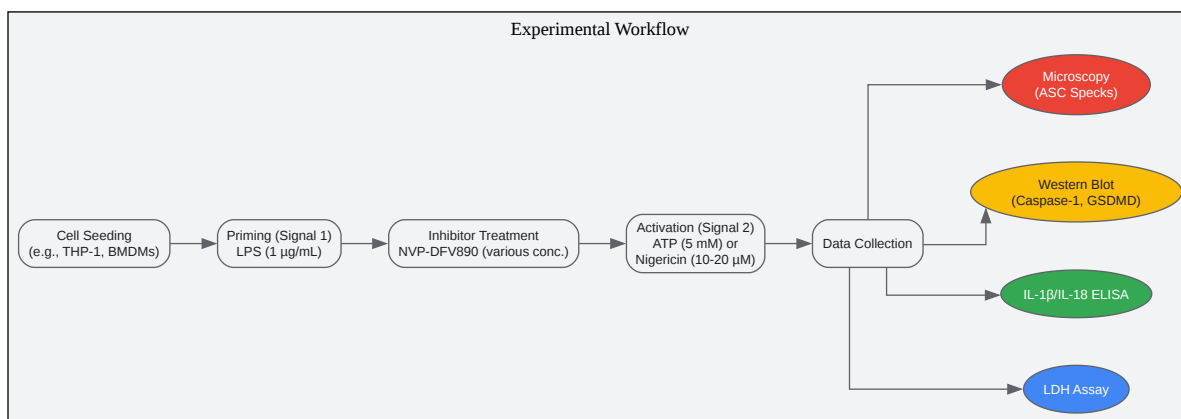 Experimental Workflow
Cell Seeding
(e.g., THP-1, BMDMs)
Priming (Signal 1)
LPS (1 µg/mL)
Inhibitor Treatment
NVP-DFV890 (various conc.)
Activation (Signal 2)
ATP (5 mM) or
Nigericin (10-20 µM)
Data Collection
Microscopy
(ASC Specks)
Western Blot
(Caspase-1, GSDMD)
IL-1β/IL-18 ELISA
LDH Assay